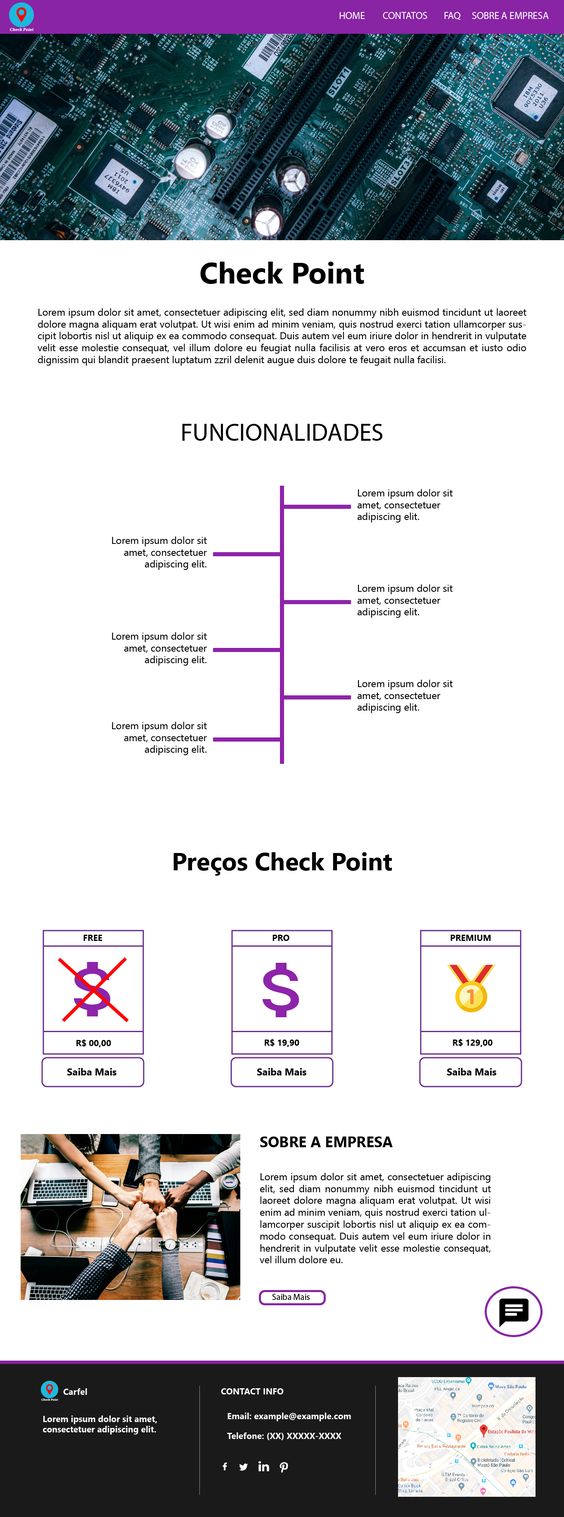 Check Point
HOME CONTATOS FAQ SOBRE A EMPRESA
SLOT1
IBM
Check Point
Lorem ipsum dolor sit amet, consectetuer adipiscing elit, sed diam nonummy nibh euismod tincidunt ut laoreet
dolore magna aliquam erat volutpat. Ut wisi enim ad minim veniam, quis nostrud exerci tation ullamcorper sus-
cipit lobortis nisl ut aliquip ex ea commodo consequat. Duis autem vel eum iriure dolor in hendrerit in vulputate
velit esse molestie consequat, vel illum dolore eu feugiat nulla facilisis at vero eros et accumsan et iusto odio
dignissim qui blandit praesent luptatum zzril delenit augue duis dolore te feugait nulla facilisi.
FUNCIONALIDADES
Lorem ipsum dolor sit
amet, consectetuer
adipiscing elit.
Lorem ipsum dolor sit
amet, consectetuer
adipiscing elit.
Lorem ipsum dolor sit
amet, consectetuer
adipiscing elit.
Lorem ipsum dolor sit
amet, consectetuer
adipiscing elit.
Lorem ipsum dolor sit
amet, consectetuer
adipiscing elit.
Lorem ipsum dolor sit
amet, consectetuer
adipiscing elit.
Preços Check Point
FREE
R$ 00,00
Saiba Mais
PRO
R$ 19,90
Saiba Mais
PREMIUM
1
R$ 129,00
Saiba Mais
SOBRE A EMPRESA
Lorem ipsum dolor sit amet, consectetuer adipiscing
elit, sed diam nonummy nibh euismod tincidunt ut
laoreet dolore magna aliquam erat volutpat. Ut wisi
enim ad minim veniam, quis nostrud exerci tation ul-
lamcorper suscipit lobortis nisl ut aliquip ex ea com-
modo consequat. Duis autem vel eum iriure dolor in
hendrerit in vulputate velit esse molestie consequat,
vel illum dolore eu.
Saiba Mais
Check Point
Carfel
Lorem ipsum dolor sit amet,
consectetuer adipiscing elit.
CONTACT INFO
Email: example@example.com
Telefone: (XX) XXXXX-XXXX